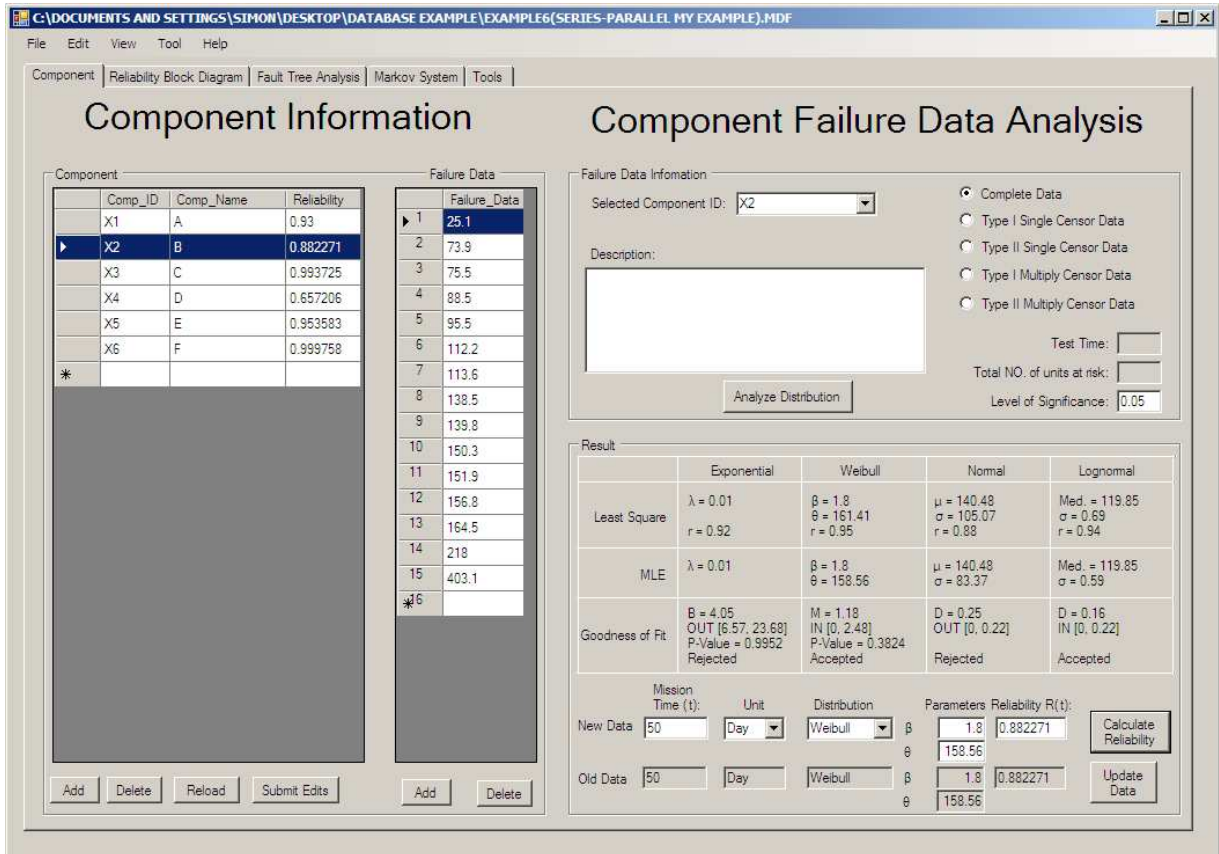 C:\DOCUMENTS AND SETTINGS\SIMON\DESKTOP\DATABASE EXAMPLE\EXAMPLE6(SERIES-PARALLEL MY EXAMPLE).MDF
File Edit View Tool Help
Component Reliability Block Diagram Fault Tree Analysis Markov System Tools
Component Information
Component
Comp_ID Comp_Name Reliability
X1 A 0.93
X2 B 0.882271
X3 C 0.993725
X4 D 0.657206
X5 E 0.953583
X6 F 0.999758
Add Delete Reload Submit Edits
Failure Data
Failure_Data
1 25.1
2 73.9
3 75.5
4 88.5
5 95.5
6 112.2
7 113.6
8 138.5
9 139.8
10 150.3
11 151.9
12 156.8
13 164.5
14 218
15 403.1
16
Add Delete
Component Failure Data Analysis
Failure Data Infomation
Selected Component ID: X2
Description:
Analyze Distribution
Complete Data
Type I Single Censor Data
Type II Single Censor Data
Type I Multiply Censor Data
Type II Multiply Censor Data
Test Time:
Total NO. of units at risk:
Level of Significance: 0.05
Result
Exponential Weibull Normal Lognormal
Least Square
λ = 0.01 β = 1.8 μ = 140.48 Med. = 119.85
θ = 161.41 σ = 105.07 σ = 0.69
r = 0.92 r = 0.95 r = 0.88 r = 0.94
MLE
λ = 0.01 β = 1.8 μ = 140.48 Med. = 119.85
θ = 158.56 σ = 83.37 σ = 0.59
Goodness of Fit
B = 4.05 M = 1.18 D = 0.25 D = 0.16
OUT [6.57, 23.68] IN [0, 2.48] OUT [0, 0.22] IN [0, 0.22]
P-Value = 0.9952 P-Value = 0.3824
Rejected Accepted Rejected Accepted
Mission
Time (t): Unit Distribution Parameters Reliability R(t):
New Data 50 Day Weibull β 1.8 0.882271
θ 158.56
Calculate
Reliability
Old Data 50 Day Weibull β 1.8 0.882271
θ 158.56
Update
Data